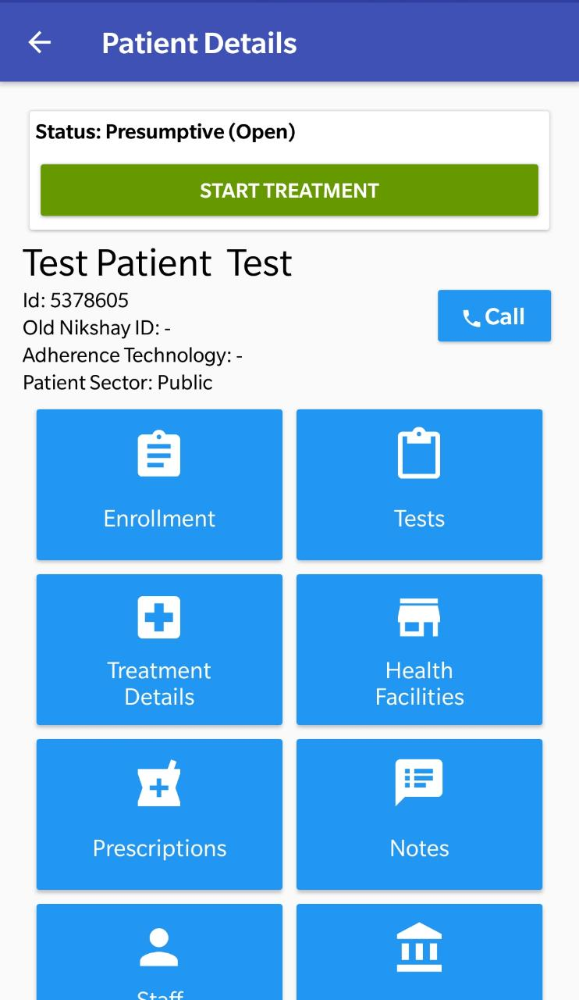 Patient Details
Status: Presumptive (Open)
START TREATMENT
Test Patient  Test
Id: 5378605
Old Nikshay ID: -
Adherence Technology: -
Patient Sector: Public
Call
Enrollment
Tests
Treatment
Details
Health
Facilities
Prescriptions
Notes
Staff